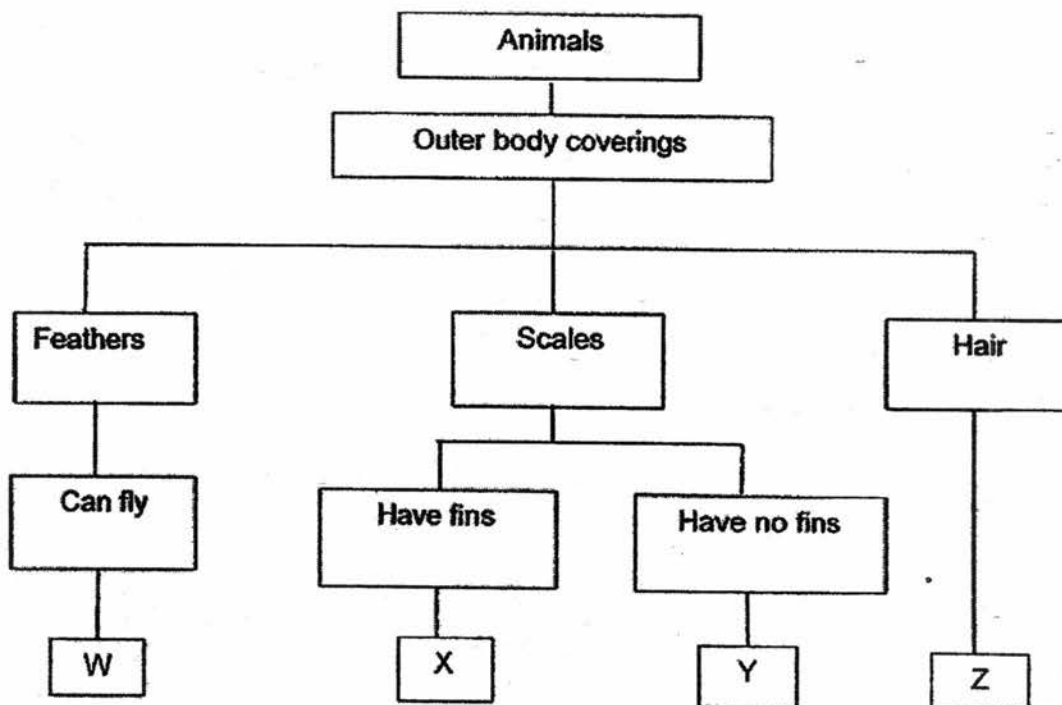 Animals
Outer body coverings
Feathers
Scales
Hair
Can fly
Have fins
Have no fins
W
X
Y
Z